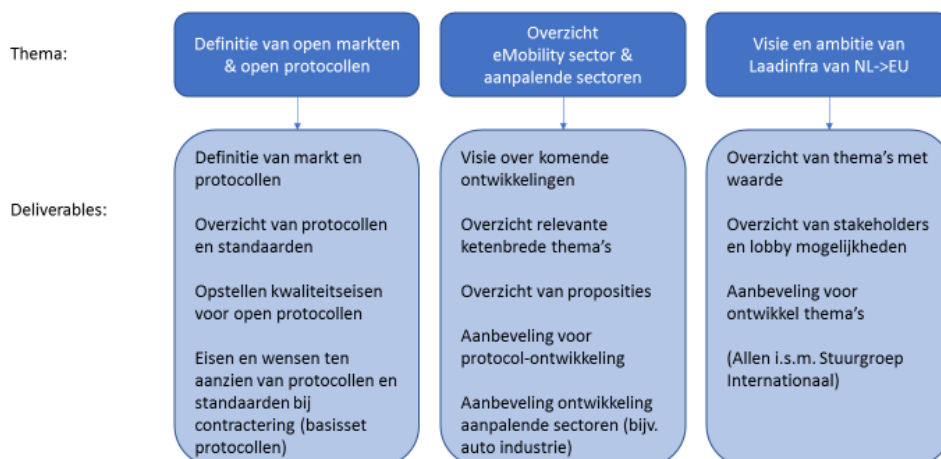 Thema:
Definitie van open markten
& open protocollen
Overzicht
eMobility sector &
aanpalende sectoren
Visie en ambitie van
Laadinfra van NL->EU
Deliverables:
Definitie van markt en
protocollen
Overzicht van protocollen
en standaarden
Opstellen kwaliteitseisen
voor open protocollen
Eisen en wensen ten
aanzien van protocollen en
standaarden bij
contractering (basisset
protocollen)
Visie over komende
ontwikkelingen
Overzicht relevante
ketenbrede thema's
Overzicht van proposities
Aanbeveling voor
protocol-ontwikkeling
Aanbeveling ontwikkeling
aanpalende sectoren (bijv.
auto industrie)
Overzicht van thema's met
waarde
Overzicht van stakeholders
en lobby mogelijkheden
Aanbeveling voor
ontwikkel thema's
(Allen i.s.m. Stuurgroep
Internationaal)